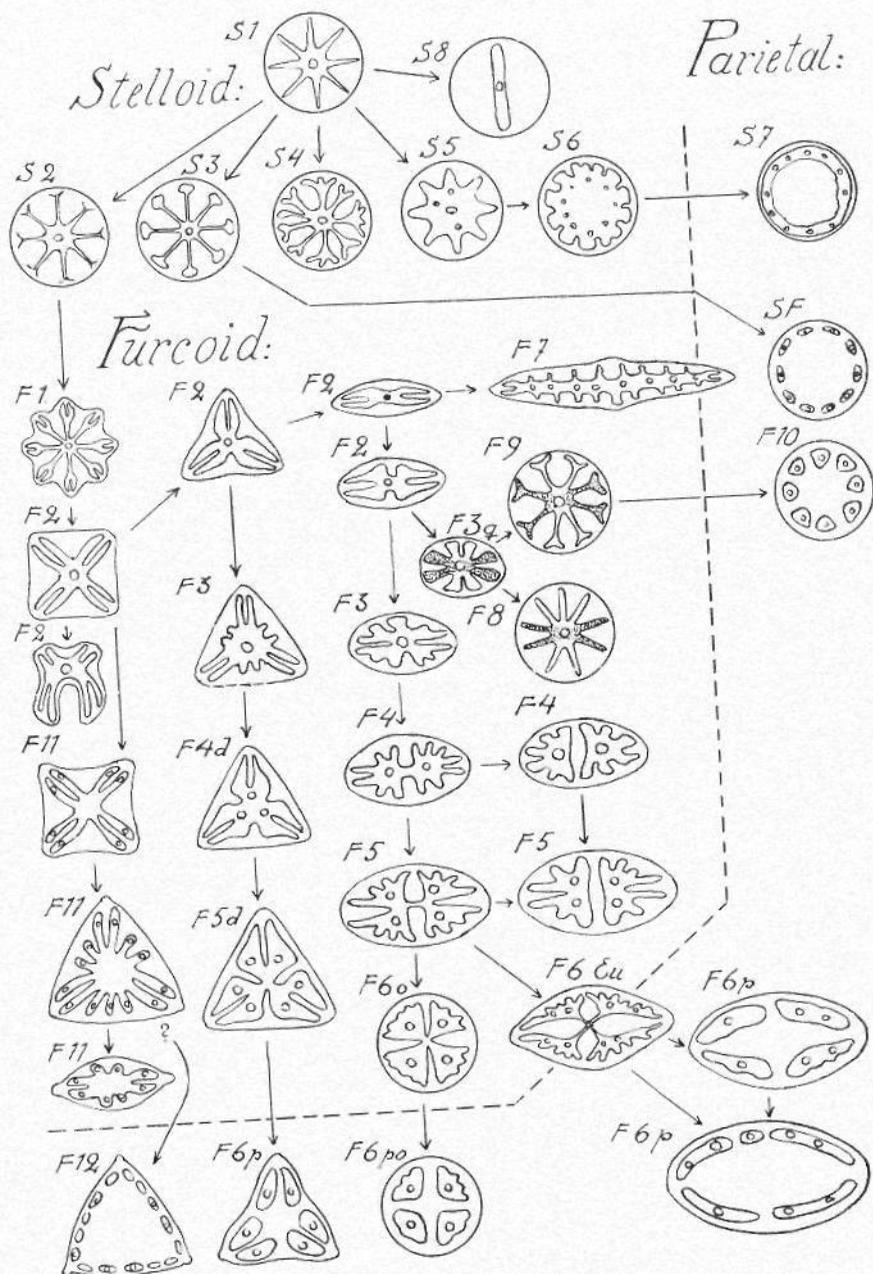 S1
S8
Parietal:
Stelloid:
S2
S3
S4
S5
S6
S7
Furcoid:
SF
F1
F2
F2
F7
F2
F9
F10
F2
F3q
F2
F3
F3
F8
F11
F4d
F4
F4
F11
F5d
F5
F5
F6o
F6 Eu
F6p
F11
?
F12
F6p
F6po
F6p